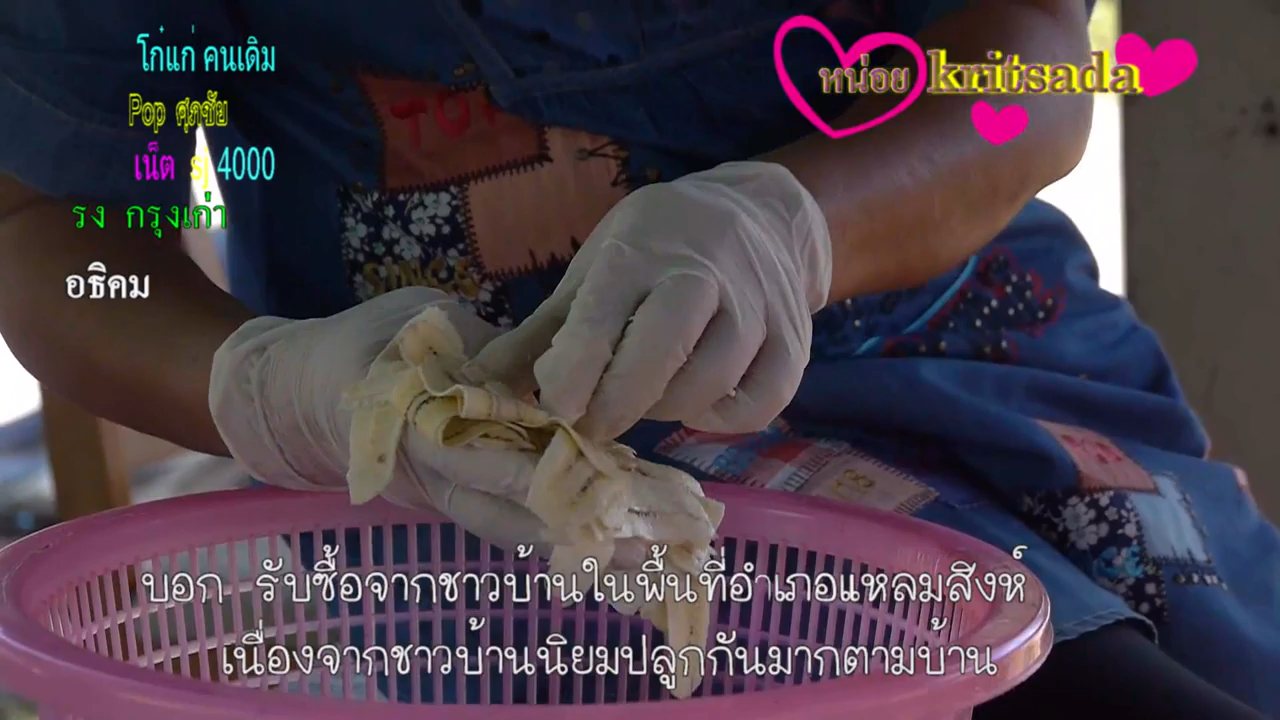 โก๋แก่ คนเดิม
Pop ศุภชัย
เน็ต sj 4000
รง กรุงเก่า
อธิคม
หน่อย kritsada
SINCE
บอก รับซื้อจากชาวบ้านในพื้นที่อำเภอแหลมสิงห์
เนื่องจากชาวบ้านนิยมปลูกกันมากตามบ้าน